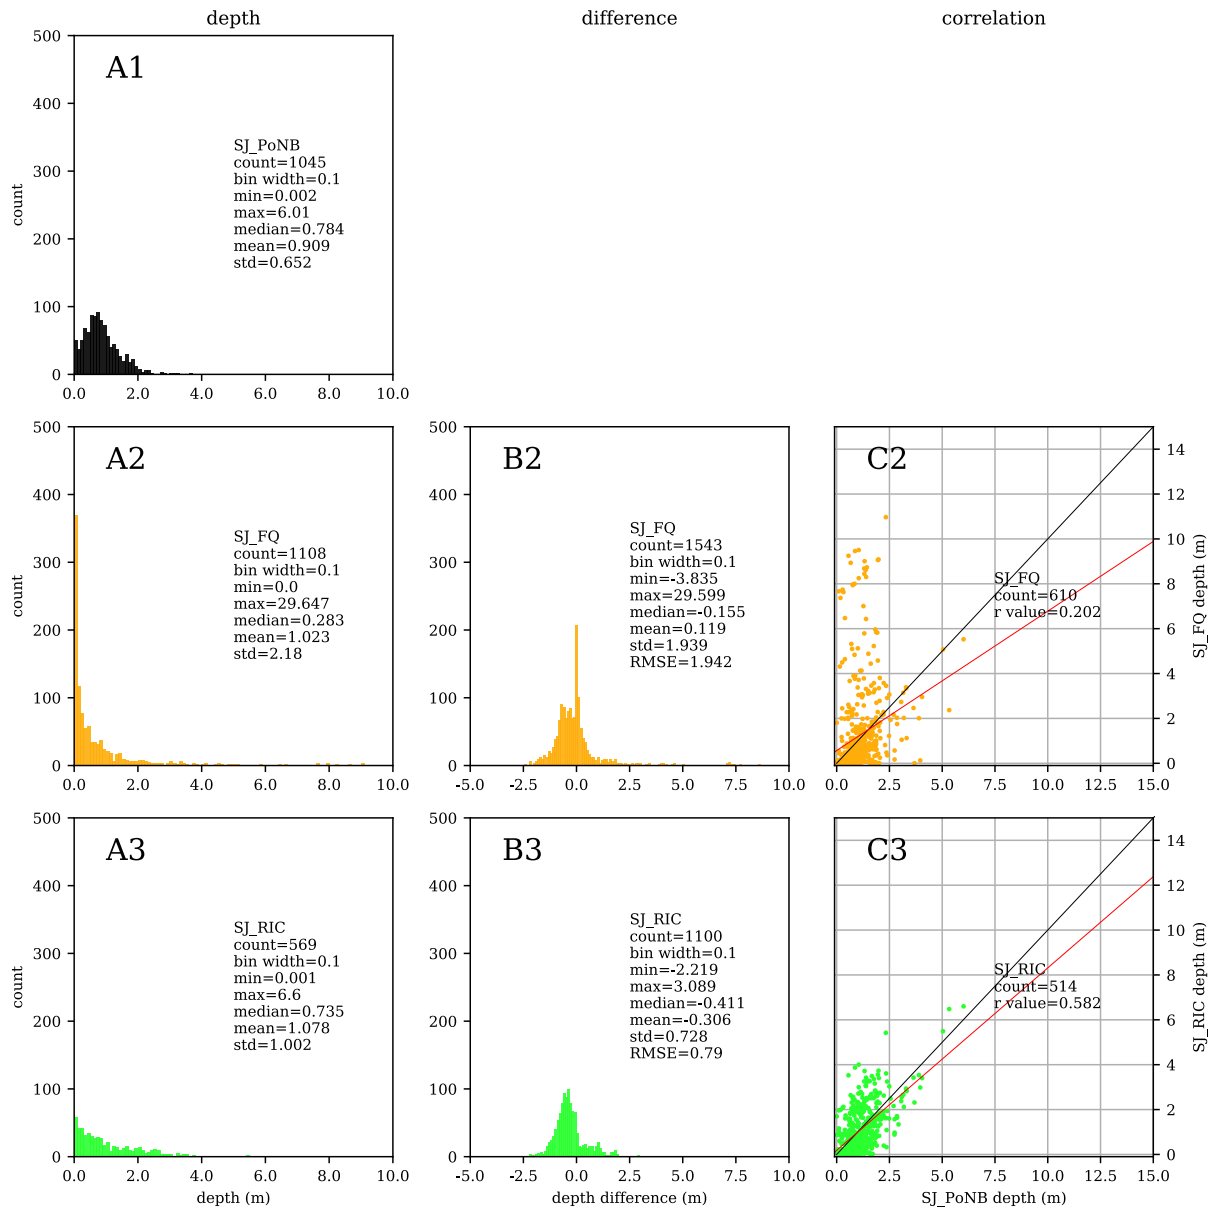 depth
difference
correlation
A1
SJ_PoNB
count=1045
bin width=0.1
min=0.002
max=6.01
median=0.784
mean=0.909
std=0.652
count
500
400
300
200
100
0
0.0 2.0 4.0 6.0 8.0 10.0
A2
SJ_FQ
count=1108
bin width=0.1
min=0.0
max=29.647
median=0.283
mean=1.023
std=2.18
count
500
400
300
200
100
0
0.0 2.0 4.0 6.0 8.0 10.0
B2
SJ_FQ
count=1543
bin width=0.1
min=-3.835
max=29.599
median=-0.155
mean=0.119
std=1.939
RMSE=1.942
500
400
300
200
100
0
-5.0 -2.5 0.0 2.5 5.0 7.5 10.0
C2
SJ_FQ
count=610
r value=0.202
14
12
10
8
6
4
2
0
SJ_FQ depth (m)
0.0 2.5 5.0 7.5 10.0 12.5 15.0
A3
SJ_RIC
count=569
bin width=0.1
min=0.001
max=6.6
median=0.735
mean=1.078
std=1.002
count
500
400
300
200
100
0
0.0 2.0 4.0 6.0 8.0 10.0
depth (m)
B3
SJ_RIC
count=1100
bin width=0.1
min=-2.219
max=3.089
median=-0.411
mean=-0.306
std=0.728
RMSE=0.79
500
400
300
200
100
0
-5.0 -2.5 0.0 2.5 5.0 7.5 10.0
depth difference (m)
C3
SJ_RIC
count=514
r value=0.582
14
12
10
8
6
4
2
0
SJ_RIC depth (m)
0.0 2.5 5.0 7.5 10.0 12.5 15.0
SJ_PoNB depth (m)